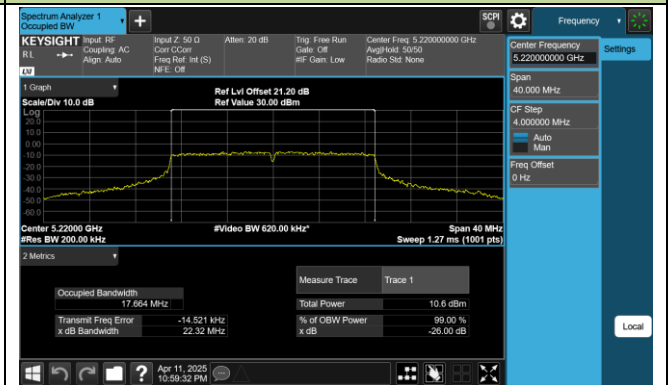 Spectrum Analyzer 1
Occupied BW
SCPI
Frequency
KEYSIGHT
RL
LXI
Input: RF
Coupling: AC
Align: Auto
Input Z: 50 Ω
Corr CCorr
Freq Ref: Int (S)
NFE: Off
Atten: 20 dB
Trig: Free Run
Gate: Off
#IF Gain: Low
Center Freq: 5.220000000 GHz
Avg|Hold: 50/50
Radio Std: None
Center Frequency
5.220000000 GHz
Settings
Span
40.000 MHz
CF Step
4.000000 MHz
Auto
Man
Freq Offset
0 Hz
Local
1 Graph
Scale/Div 10.0 dB
Ref Lvl Offset 21.20 dB
Ref Value 30.00 dBm
Log
20.0
10.0
0.00
-10.0
-20.0
-30.0
-40.0
-50.0
-60.0
Center 5.22000 GHz
#Video BW 620.00 kHz*
Span 40 MHz
#Res BW 200.00 kHz
Sweep 1.27 ms (1001 pts)
2 Metrics
Measure Trace
Trace 1
Occupied Bandwidth
17.664 MHz
Total Power
10.6 dBm
Transmit Freq Error
-14.521 kHz
% of OBW Power
99.00 %
x dB Bandwidth
22.32 MHz
x dB
-26.00 dB
?
Apr 11, 2025
10:59:32 PM